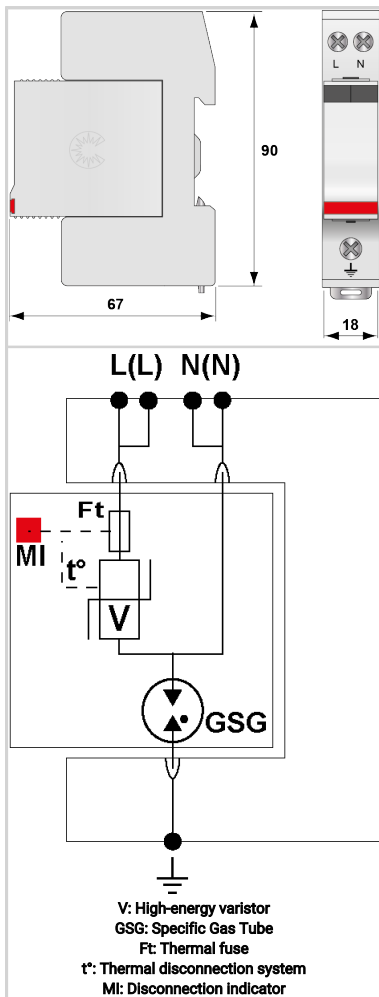 L N
90
67
18
L(L) N(N)
Ft
MI
t°
V
GSG
V: High-energy varistor
GSG: Specific Gas Tube
Ft: Thermal fuse
t°: Thermal disconnection system
MI: Disconnection indicator